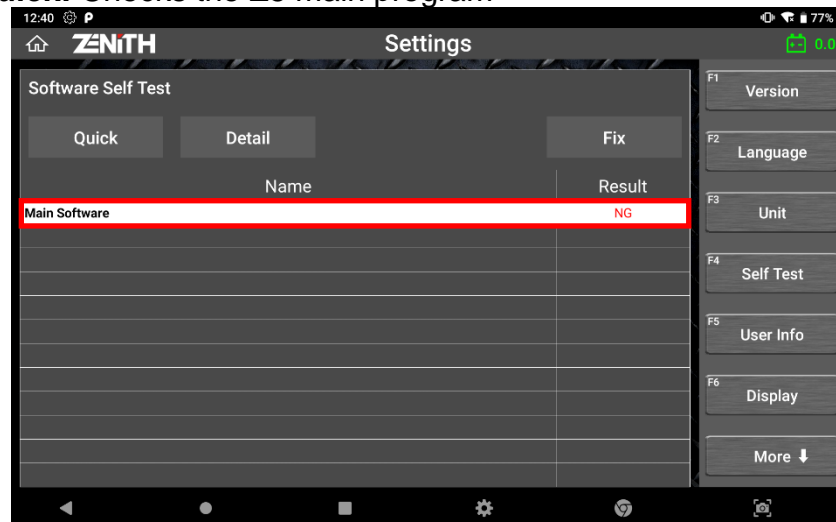 Checks the
main program
12:40 P 77%
ZENITH Settings 0.0
Software Self Test
Quick Detail Fix
Name Result
Main Software NG
F1 Version
F2 Language
F3 Unit
F4 Self Test
F5 User Info
F6 Display
More